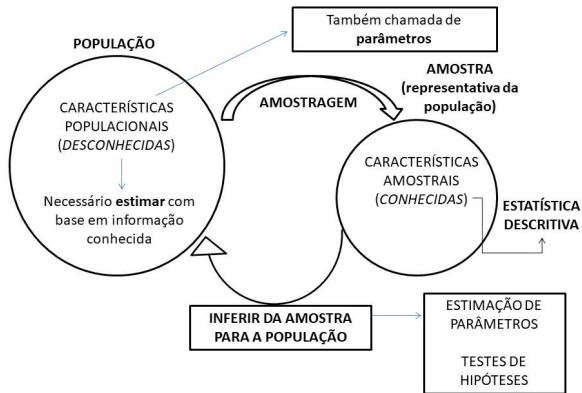 Também chamada de
parâmetros
POPULAÇÃO
CARACTERÍSTICAS
POPULACIONAIS
(DESCONHECIDAS)
Necessário estimar com
base em informação
conhecida
AMOSTRAGEM
AMOSTRA
(representativa da
população)
CARACTERÍSTICAS
AMOSTRAIS
(CONHECIDAS)
ESTATÍSTICA
DESCRITIVA
INFERIR DA AMOSTRA
PARA A POPULAÇÃO
ESTIMAÇÃO DE
PARÂMETROS
TESTES DE
HIPÓTESES